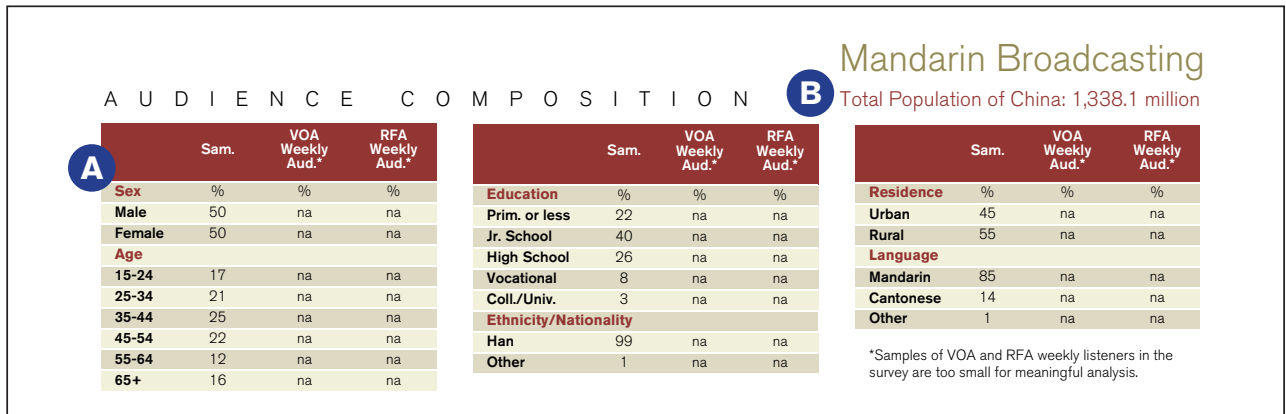 Mandarin Broadcasting
A U D I E N C E C O M P O S I T I O N
B
Total Population of China: 1,338.1 million
A
Sam. VOA Weekly Aud.* RFA Weekly Aud.*
Sex % % %
Male 50 na na
Female 50 na na
Age
15-24 17 na na
25-34 21 na na
35-44 25 na na
45-54 22 na na
55-64 12 na na
65+ 16 na na
Sam. VOA Weekly Aud.* RFA Weekly Aud.*
Education % % %
Prim. or less 22 na na
Jr. School 40 na na
High School 26 na na
Vocational 8 na na
Coll./Univ. 3 na na
Ethnicity/Nationality
Han 99 na na
Other 1 na na
Sam. VOA Weekly Aud.* RFA Weekly Aud.*
Residence % % %
Urban 45 na na
Rural 55 na na
Language
Mandarin 85 na na
Cantonese 14 na na
Other 1 na na
*Samples of VOA and RFA weekly listeners in the
survey are too small for meaningful analysis.